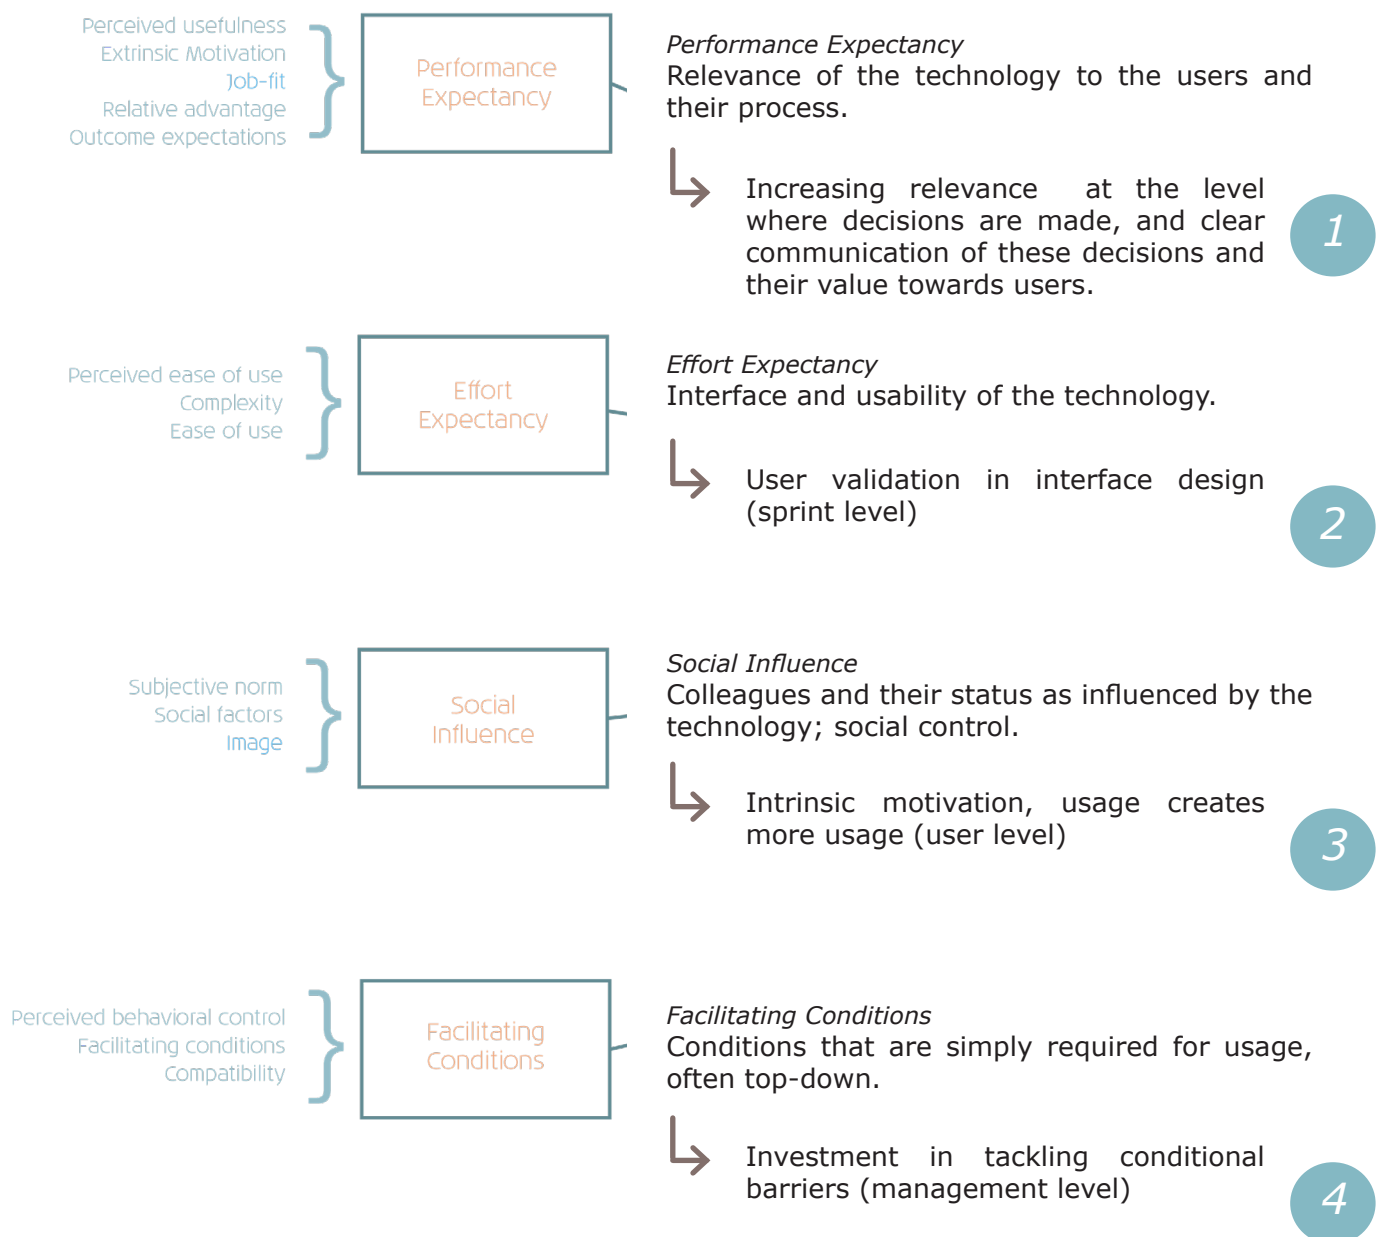 Perceived usefulness
Extrinsic Motivation
Job-fit
Relative advantage
Outcome expectations
Performance
Expectancy
Performance Expectancy
Relevance of the technology to the users and
their process.
Increasing relevance at the level
where decisions are made, and clear
communication of these decisions and
their value towards users.
1
Perceived ease of use
Complexity
Ease of use
Effort
Expectancy
Effort Expectancy
Interface and usability of the technology.
User validation in interface design
(sprint level)
2
Subjective norm
Social factors
Image
Social
Influence
Social Influence
Colleagues and their status as influenced by the
technology; social control.
Intrinsic motivation, usage creates
more usage (user level)
3
Perceived behavioral control
Facilitating conditions
Compatibility
Facilitating
Conditions
Facilitating Conditions
Conditions that are simply required for usage,
often top-down.
Investment in tackling conditional
barriers (management level)
4